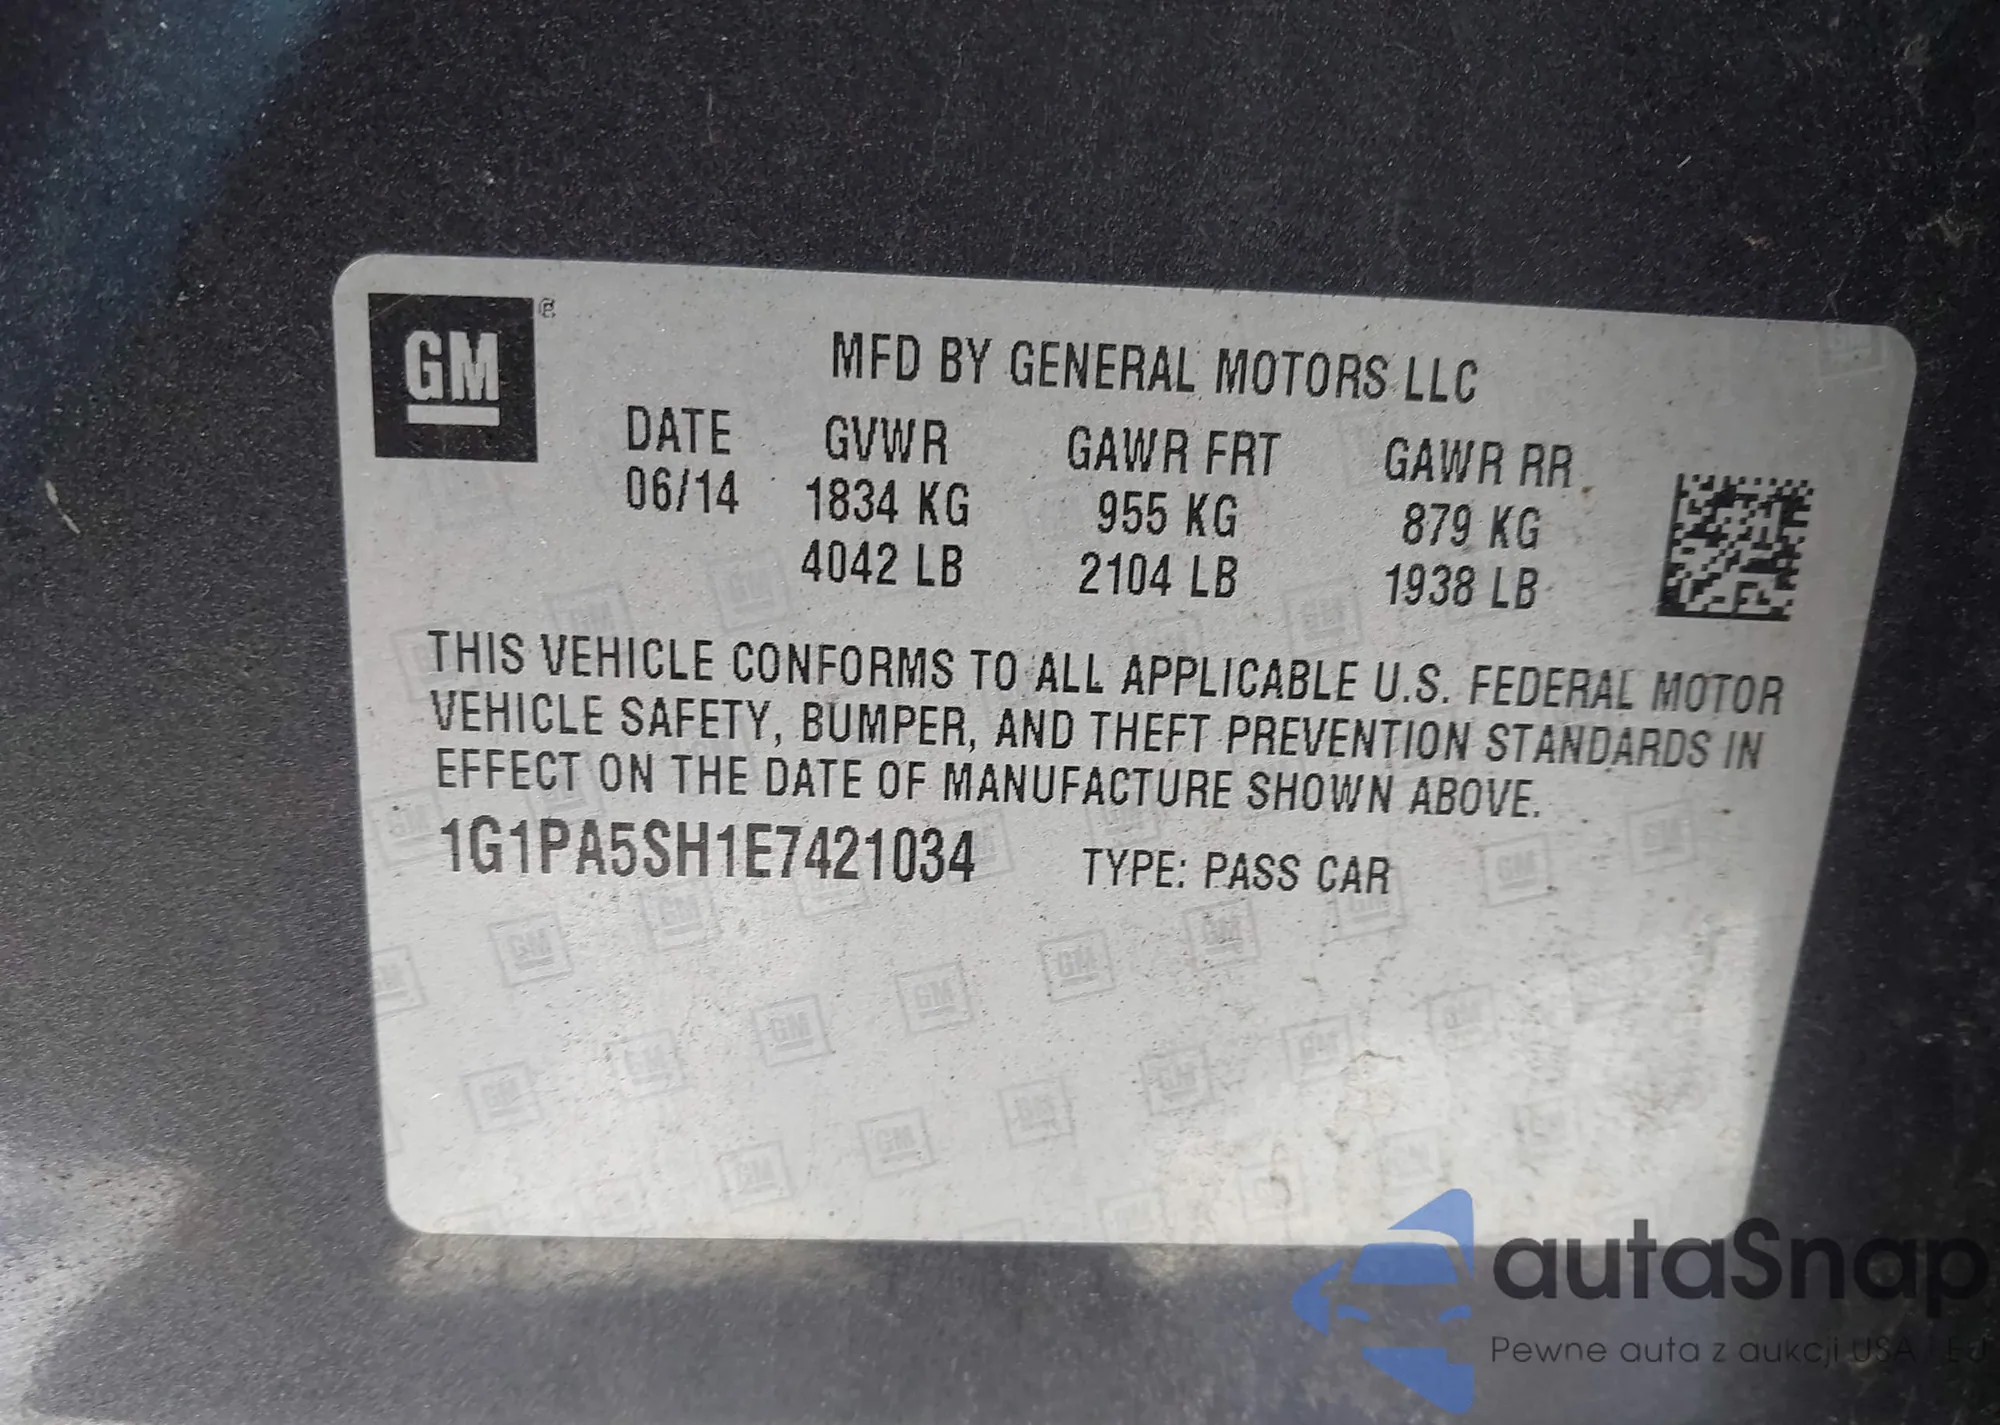 GM
®
MFD BY GENERAL MOTORS LLC
DATE GVWR GAWR FRT GAWR RR
06/14 1834 KG 955 KG 879 KG
4042 LB 2104 LB 1938 LB
THIS VEHICLE CONFORMS TO ALL APPLICABLE U.S. FEDERAL MOTOR
VEHICLE SAFETY, BUMPER, AND THEFT PREVENTION STANDARDS IN
EFFECT ON THE DATE OF MANUFACTURE SHOWN ABOVE.
1G1PA5SH1E7421034 TYPE: PASS CAR
autaSnap
Pewne auta z aukcji USA i EU